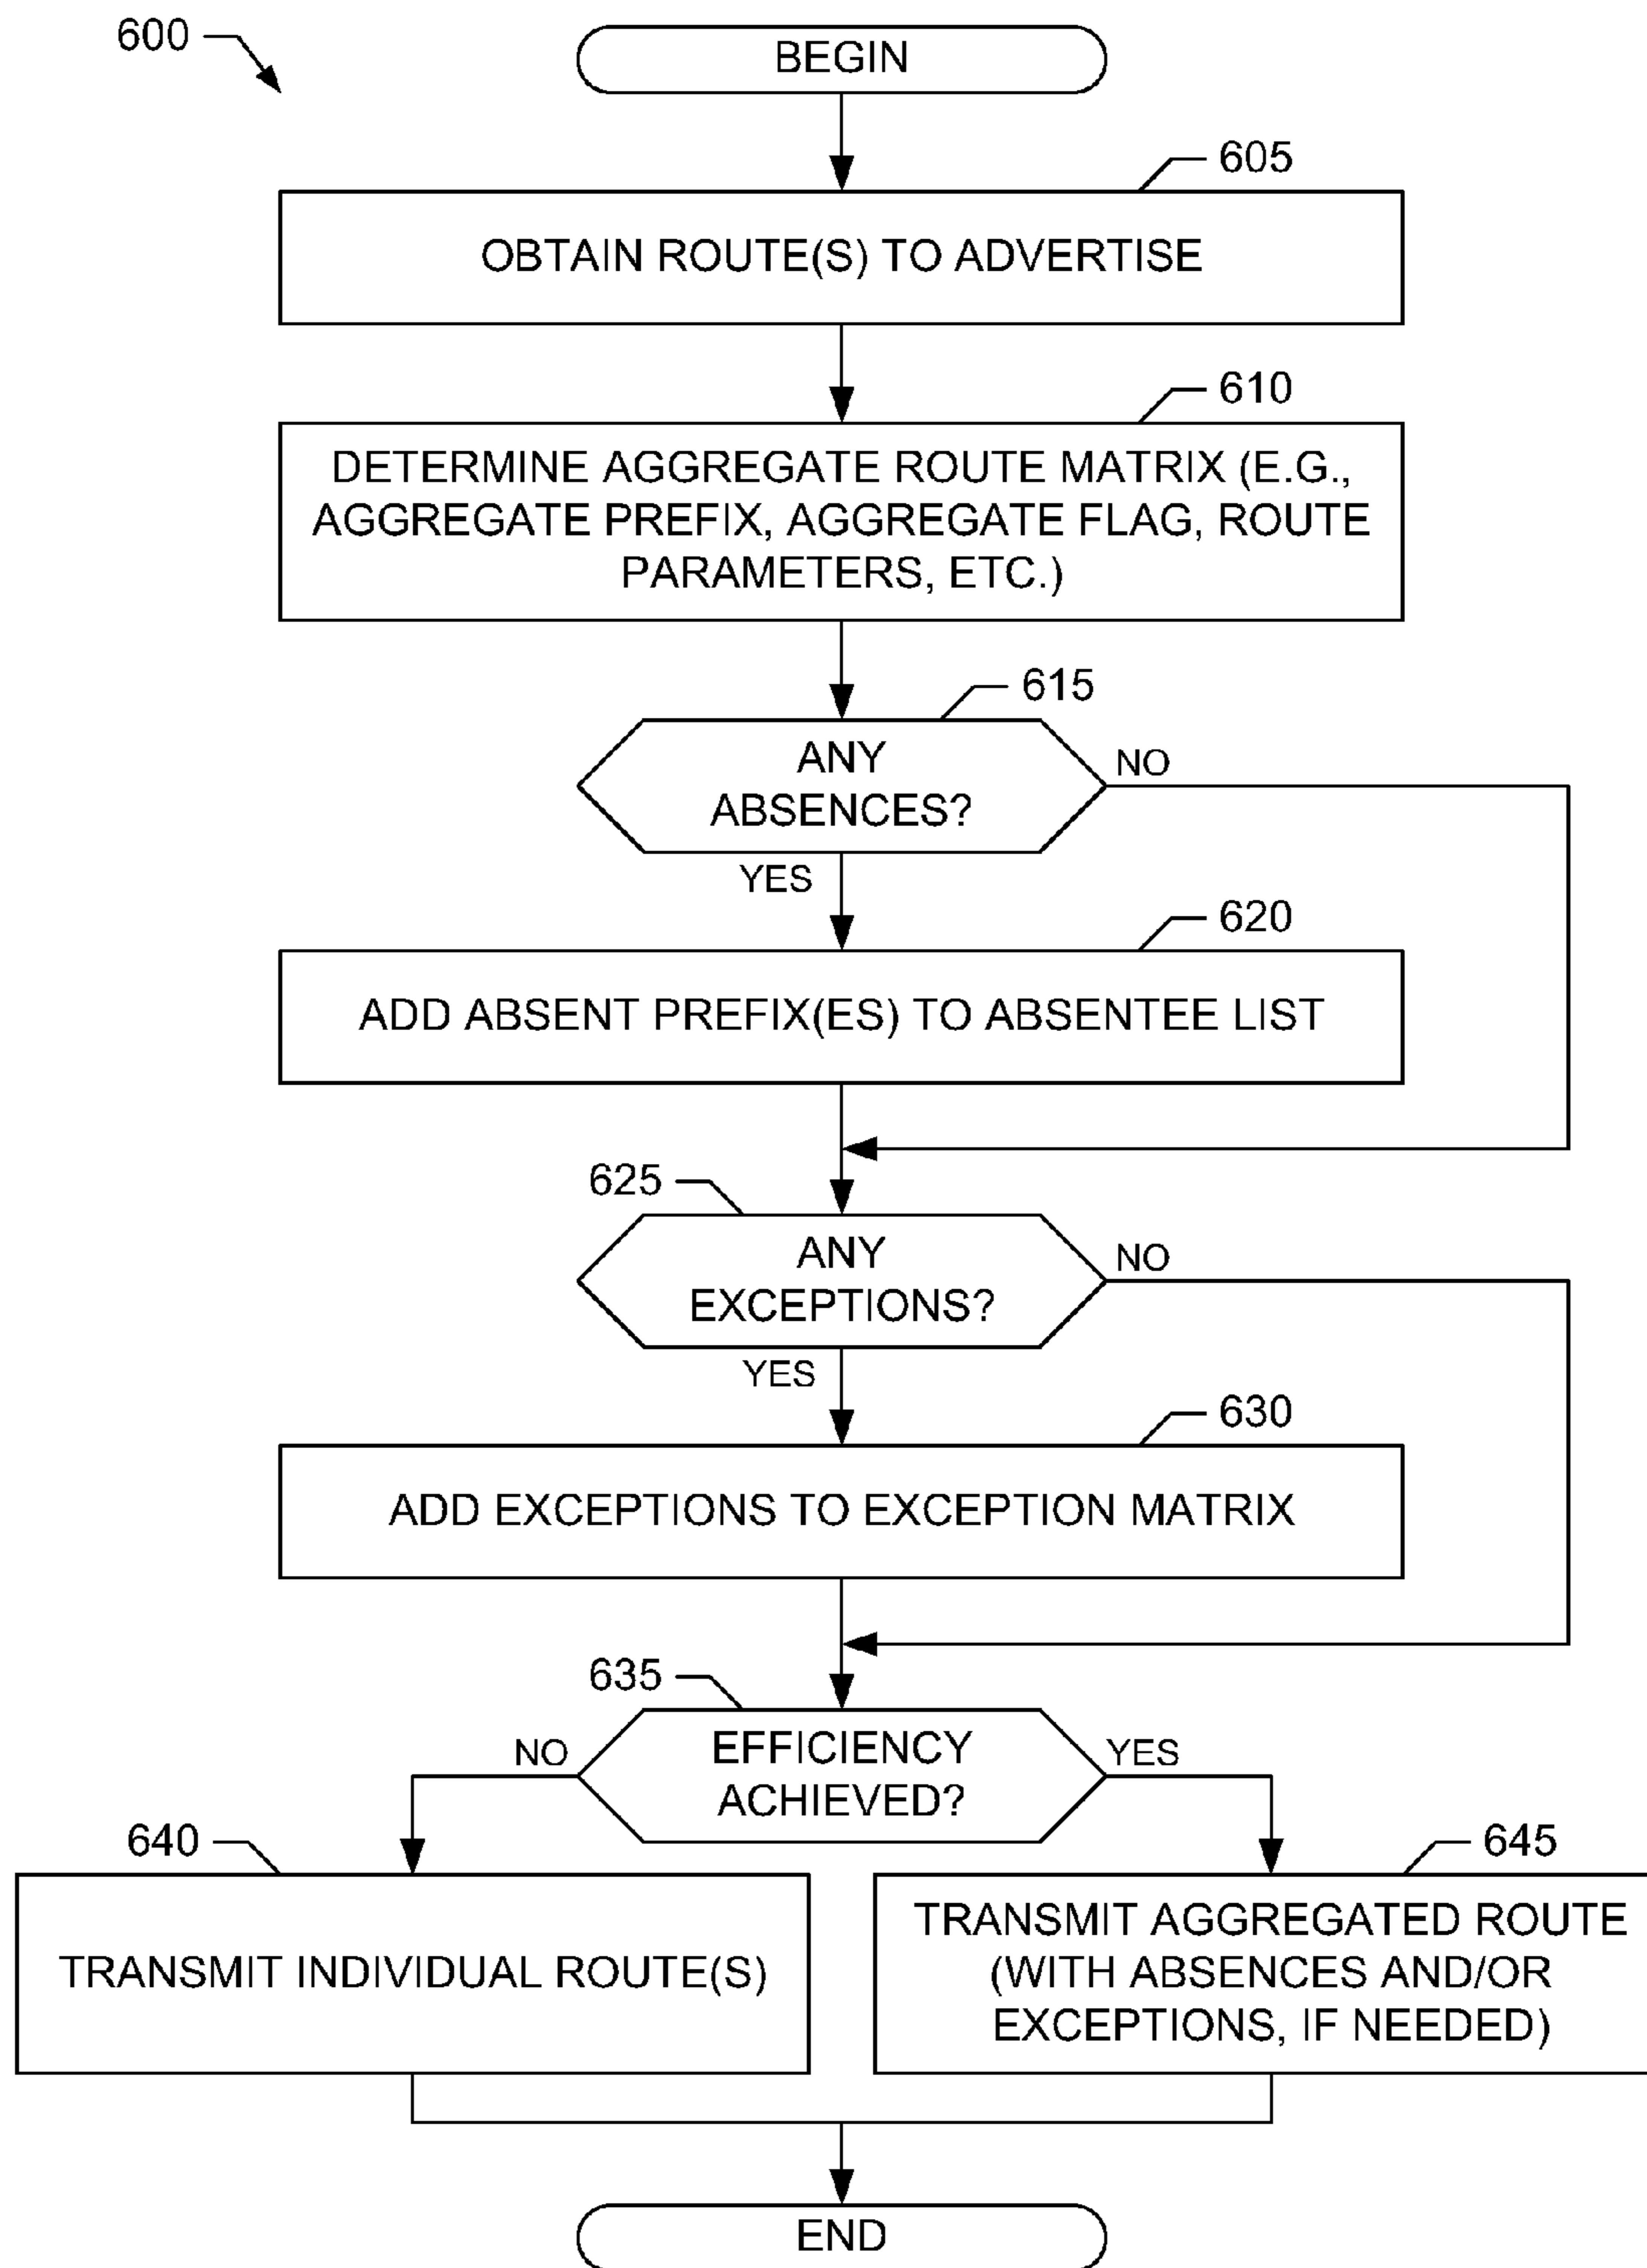 600
BEGIN
605
OBTAIN ROUTE(S) TO ADVERTISE
610
DETERMINE AGGREGATE ROUTE MATRIX (E.G.,
AGGREGATE PREFIX, AGGREGATE FLAG, ROUTE
PARAMETERS, ETC.)
615
ANY
ABSENCES?
NO
YES
620
ADD ABSENT PREFIX(ES) TO ABSENTEE LIST
625
ANY
EXCEPTIONS?
NO
YES
630
ADD EXCEPTIONS TO EXCEPTION MATRIX
635
EFFICIENCY
ACHIEVED?
NO
YES
640
TRANSMIT INDIVIDUAL ROUTE(S)
645
TRANSMIT AGGREGATED ROUTE
(WITH ABSENCES AND/OR
EXCEPTIONS, IF NEEDED)
END